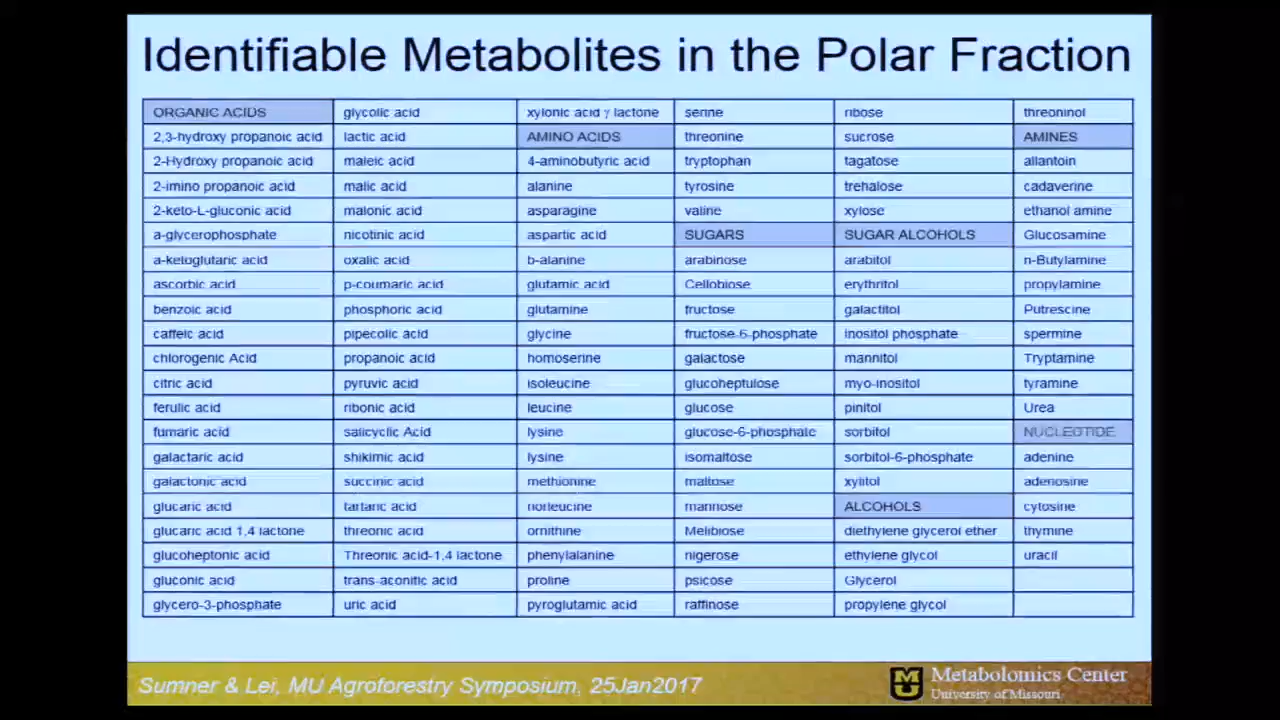 Identifiable Metabolites in the Polar Fraction
ORGANIC ACIDS glycolic acid xylonic acid γ lactone serine ribose threoninol
2,3-hydroxy propanoic acid lactic acid AMINO ACIDS threonine sucrose AMINES
2-Hydroxy propanoic acid maleic acid 4-aminobutyric acid tryptophan tagatose allantoin
2-imino propanoic acid malic acid alanine tyrosine trehalose cadaverine
2-keto-L-gluconic acid malonic acid asparagine valine xylose ethanol amine
a-glycerophosphate nicotinic acid aspartic acid SUGARS SUGAR ALCOHOLS Glucosamine
a-ketoglutaric acid oxalic acid b-alanine arabinose arabitol n-Butylamine
ascorbic acid p-coumaric acid glutamic acid Cellobiose erythritol propylamine
benzoic acid phosphoric acid glutamine fructose galactitol Putrescine
caffeic acid pipecolic acid glycine fructose-6-phosphate inositol phosphate spermine
chlorogenic Acid propanoic acid homoserine galactose mannitol Tryptamine
citric acid pyruvic acid isoleucine glucoheptulose myo-inositol tyramine
ferulic acid ribonic acid leucine glucose pinitol Urea
fumaric acid salicyclic Acid lysine glucose-6-phosphate sorbitol NUCLEOTIDE
galactaric acid shikimic acid lysine isomaltose sorbitol-6-phosphate adenine
galactonic acid succinic acid methionine maltose xylitol adenosine
glucaric acid tartaric acid norleucine mannose ALCOHOLS cytosine
glucaric acid 1,4 lactone threonic acid ornithine Melibiose diethylene glycerol ether thymine
glucoheptonic acid Threonic acid-1,4 lactone phenylalanine nigerose ethylene glycol uracil
gluconic acid trans-aconitic acid proline psicose Glycerol
glycero-3-phosphate uric acid pyroglutamic acid raffinose propylene glycol
Sumner & Lei, MU Agroforestry Symposium, 25Jan2017
MU
Metabolomics Center
University of Missouri